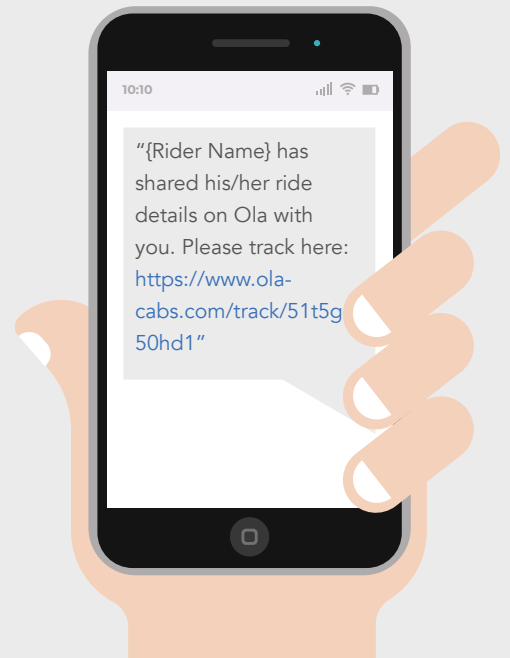 10:10
“{Rider Name} has
shared his/her ride
details on Ola with
you. Please track here:
https://www.ola-
cabs.com/track/51t5g
50hd1”